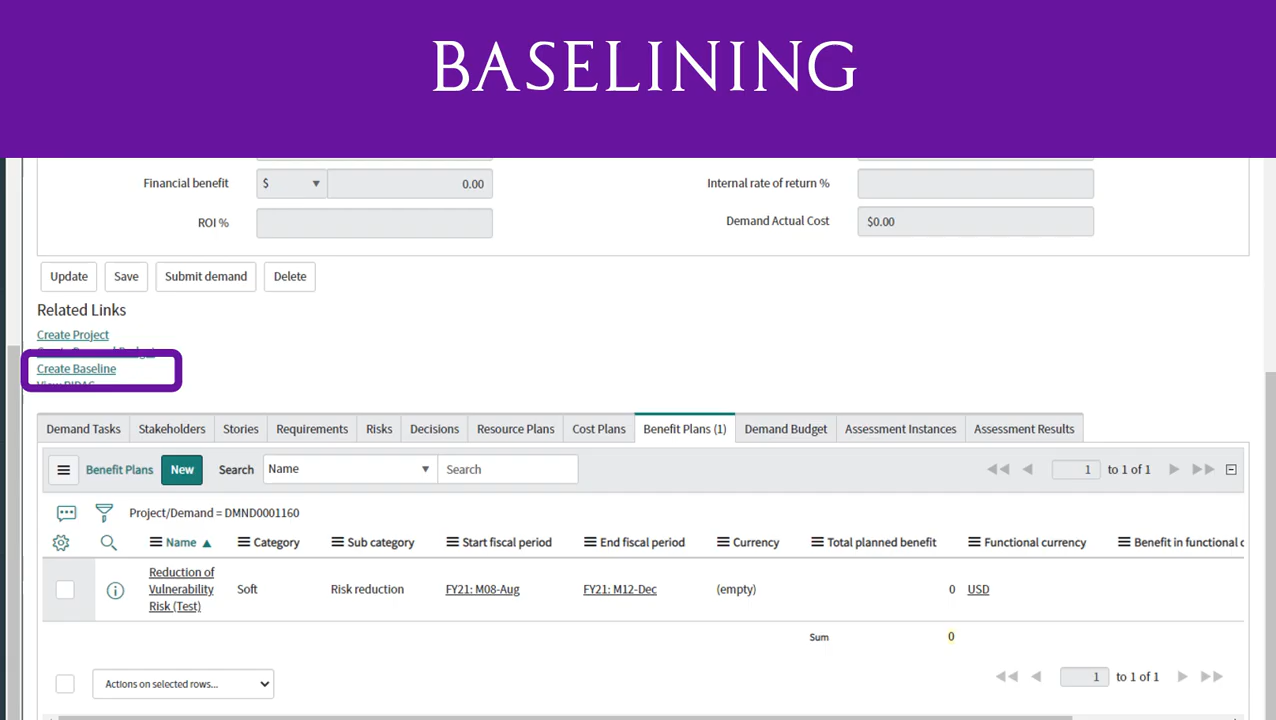 BASELINING
Financial benefit $ 0.00 Internal rate of return %
ROI % Demand Actual Cost $0.00
Update Save Submit demand Delete
Related Links
Create Project
Create Baseline
Demand Tasks Stakeholders Stories Requirements Risks Decisions Resource Plans Cost Plans Benefit Plans (1) Demand Budget Assessment Instances Assessment Results
Benefit Plans New Search Name Search 1 to 1 of 1
Project/Demand = DMND0001160
Name Category Sub category Start fiscal period End fiscal period Currency Total planned benefit Functional currency Benefit in functional c
Reduction of
Vulnerability Soft Risk reduction FY21: M08-Aug FY21: M12-Dec (empty) 0 USD
Risk (Test)
Sum 0
Actions on selected rows... 1 to 1 of 1